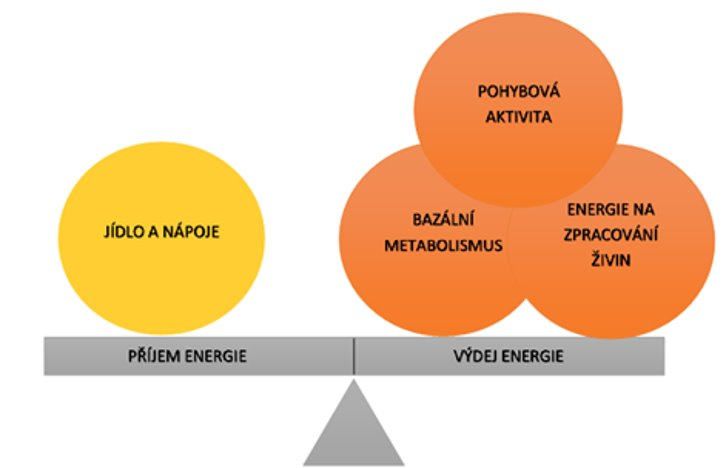 POHYBOVÁ
AKTIVITA
JÍDLO A NÁPOJE
BAZÁLNÍ
METABOLISMUS
ENERGIE NA
ZPRACOVÁNÍ
ŽIVIN
PŘÍJEM ENERGIE
VÝDEJ ENERGIE